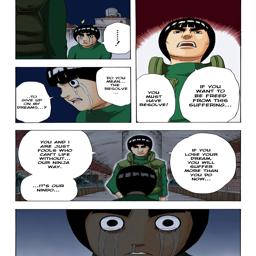 IF YOU
WANT TO
BE FREED
FROM THIS
SUFFERING...
YOU
MUST
HAVE
RESOLVE!
...!
DO YOU
MEAN...
THE
RESOLVE
...
...TO
GIVE UP
ON MY
DREAMS...?
IF YOU
LOSE YOUR
DREAM,
YOU WILL
SUFFER
MORE THAN
YOU DO
NOW...
YOU AND I
ARE JUST
FOOLS WHO
CAN'T LIVE
WITHOUT...
OUR NINJA
WAY.
...IT'S OUR
NINDO...